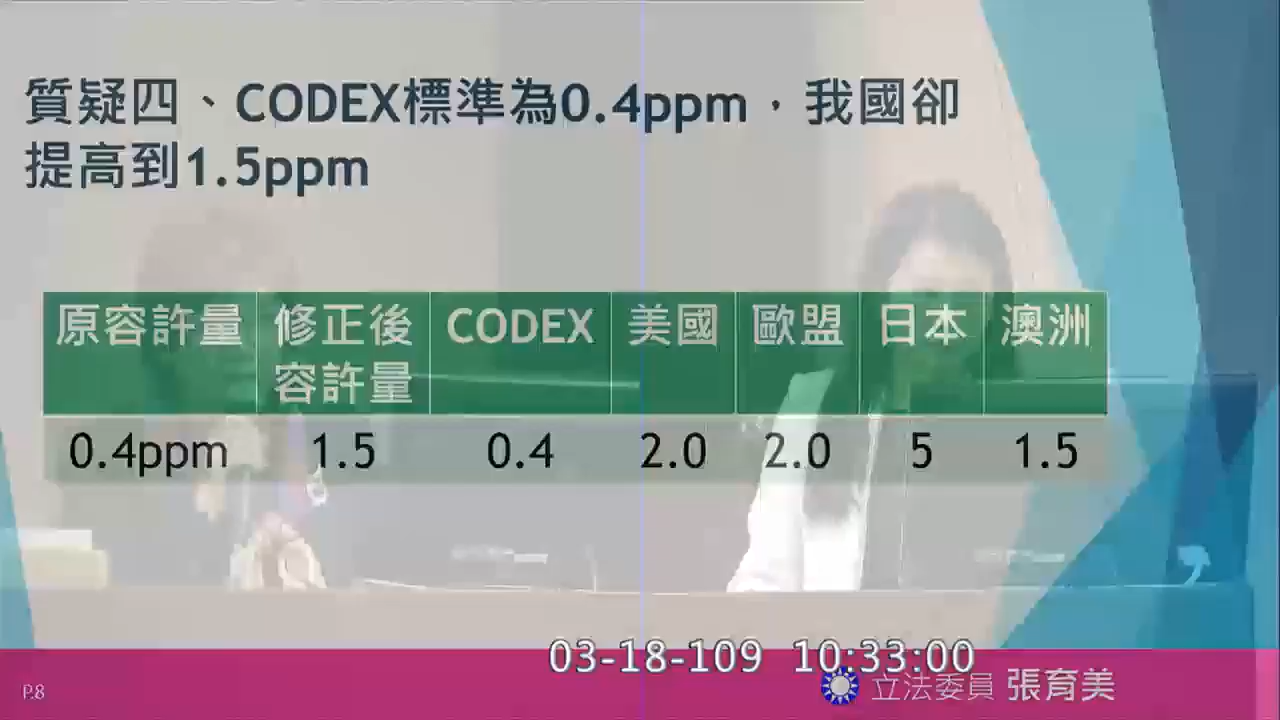 質疑四、CODEX標準為0.4ppm，我國卻
提高到1.5ppm
原容許量 修正後容許量 CODEX 美國 歐盟 日本 澳洲
0.4ppm 1.5 0.4 2.0 2.0 5 1.5
03-18-109 10:33:00
P.8 立法委員 張育美